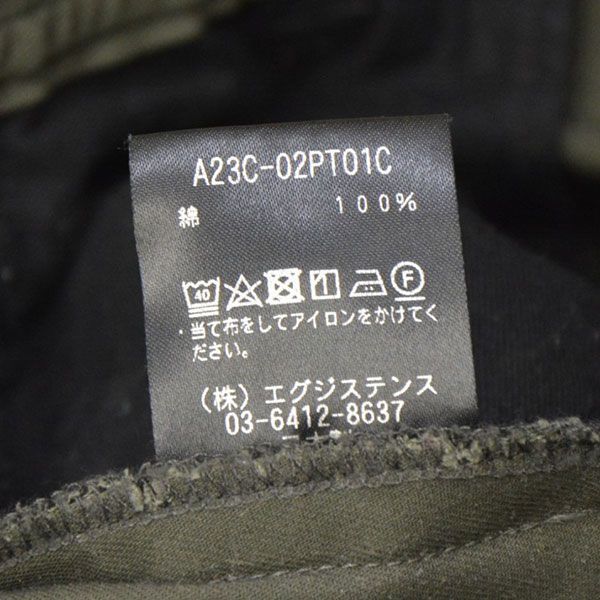 A23C-02PT01C
綿 100%
40 F
・当て布をしてアイロンをかけてく
ださい。
(株)エグジステンス
03-6412-8637